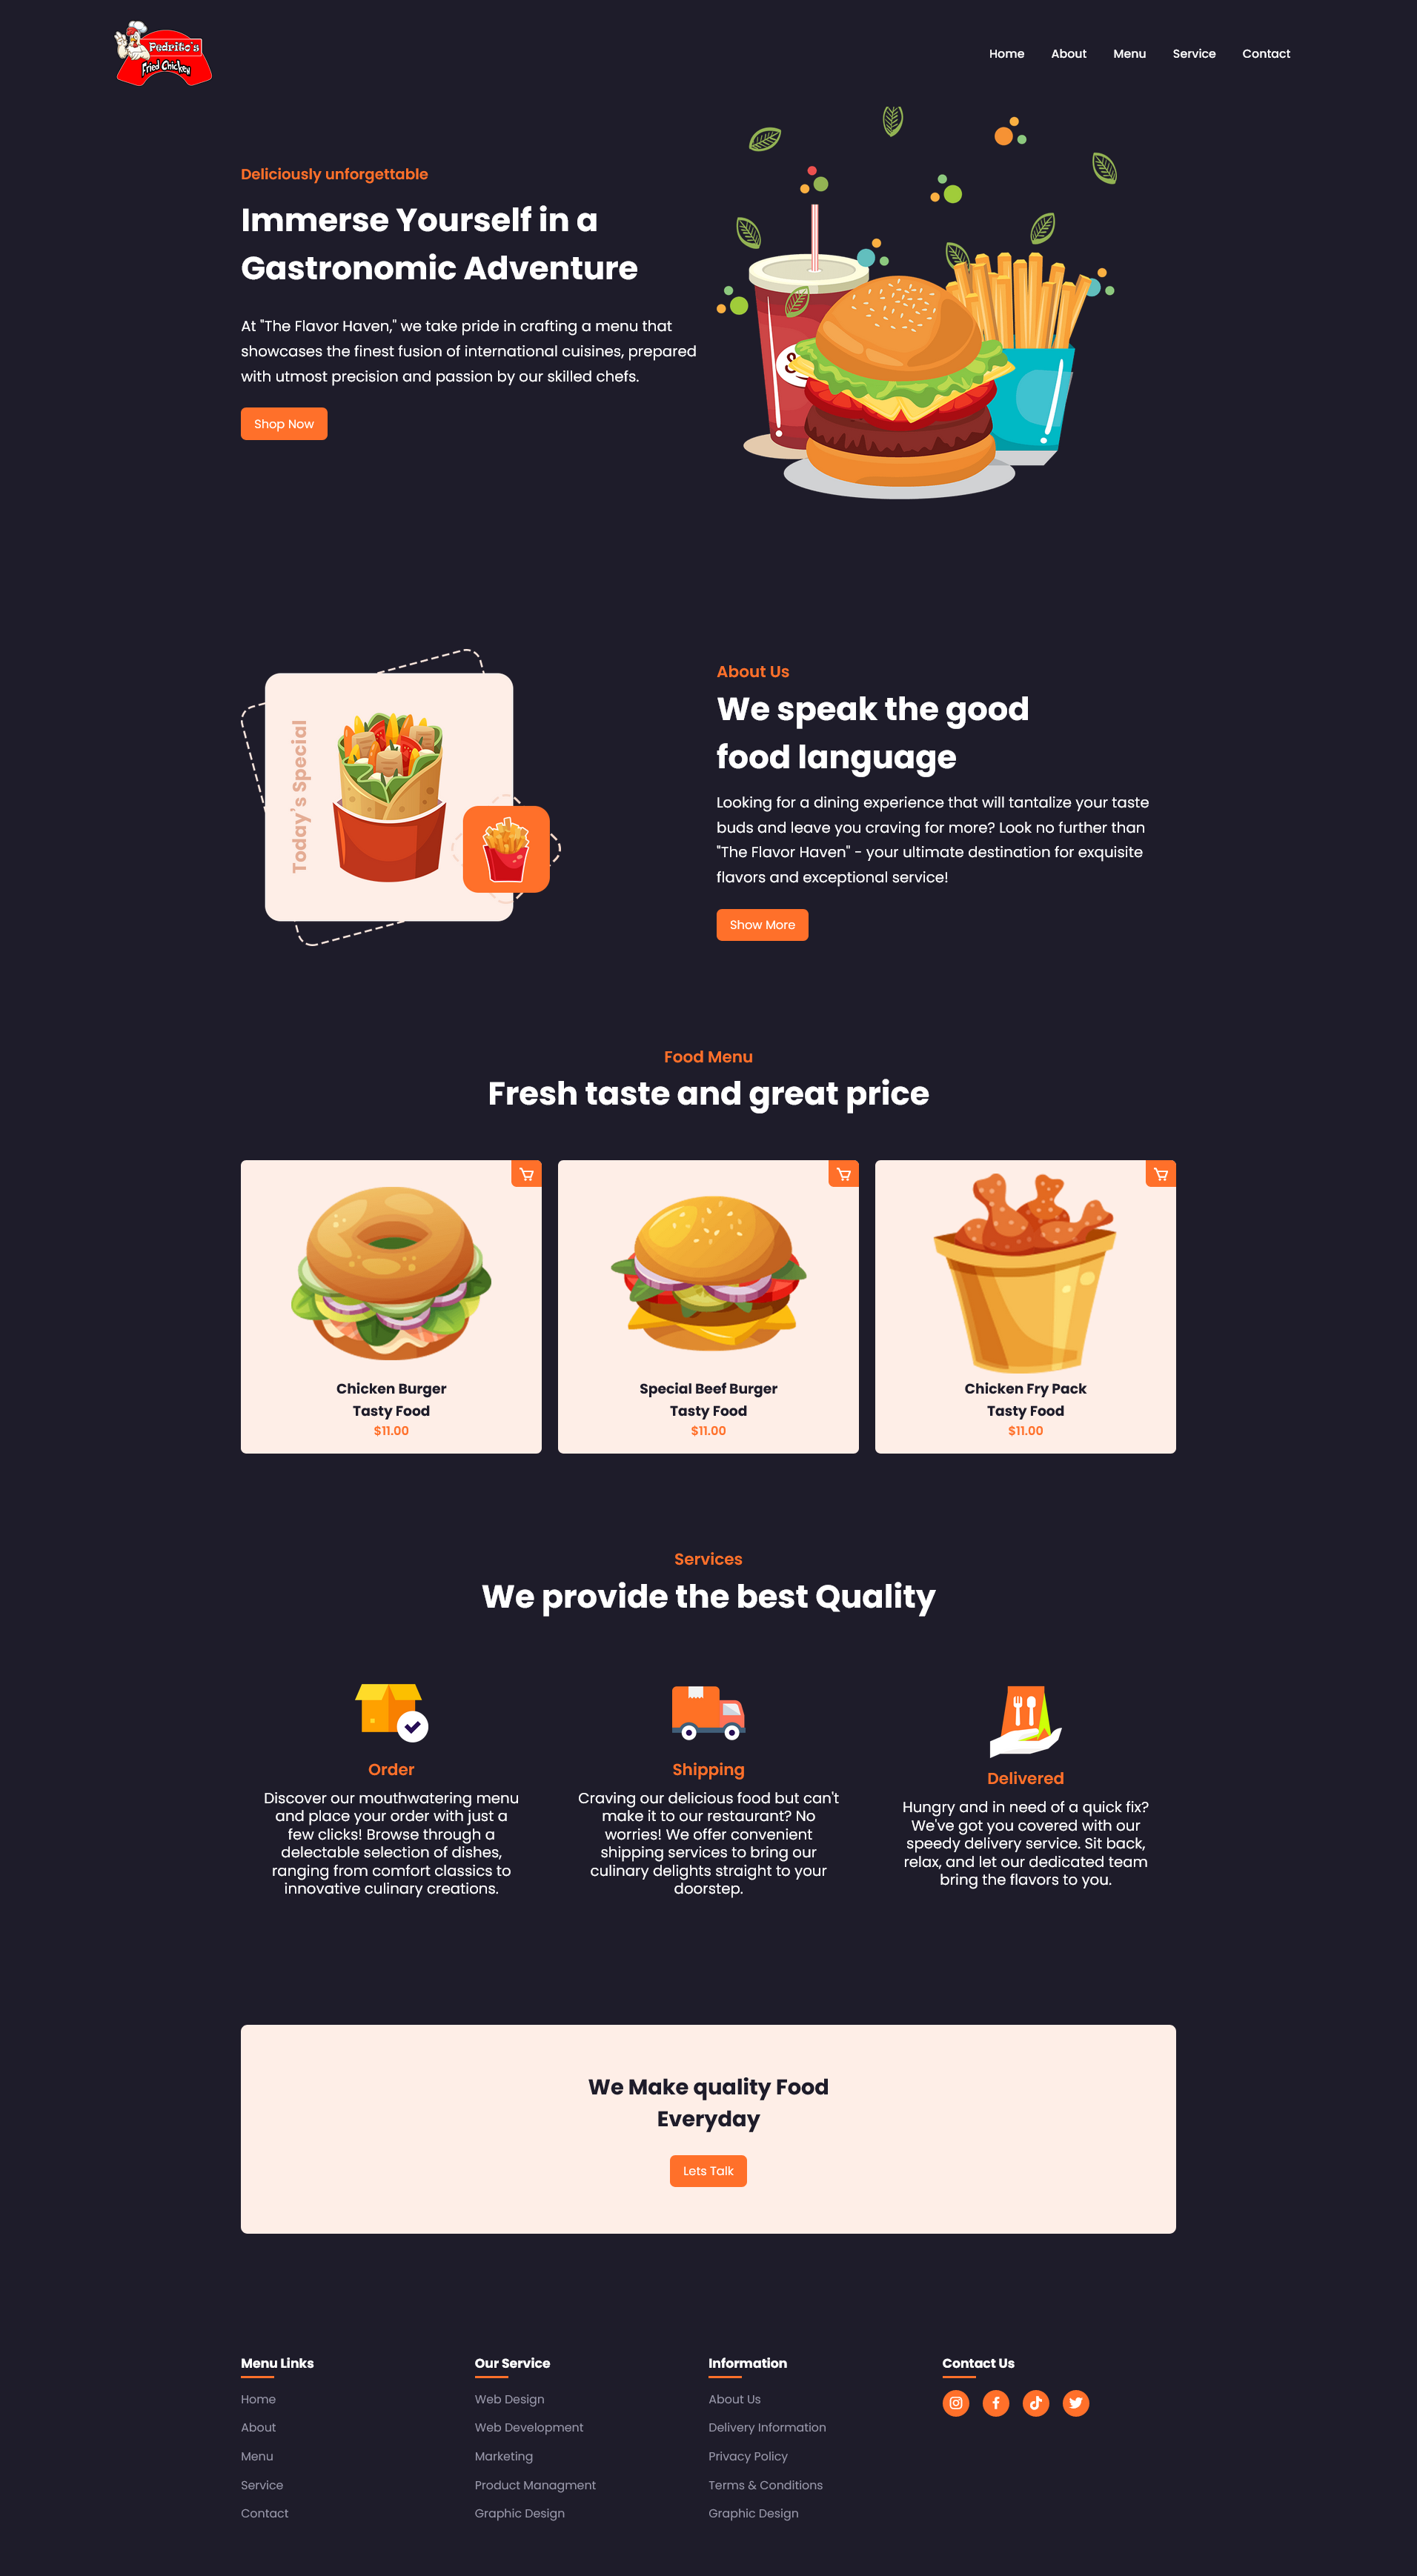 Pedrito's
Fried Chicken
Home
About
Menu
Service
Contact
Deliciously unforgettable
Immerse Yourself in a
Gastronomic Adventure
At "The Flavor Haven," we take pride in crafting a menu that
showcases the finest fusion of international cuisines, prepared
with utmost precision and passion by our skilled chefs.
Shop Now
Today's Special
About Us
We speak the good
food language
Looking for a dining experience that will tantalize your taste
buds and leave you craving for more? Look no further than
"The Flavor Haven" - your ultimate destination for exquisite
flavors and exceptional service!
Show More
Food Menu
Fresh taste and great price
Chicken Burger
Tasty Food
$11.00
Special Beef Burger
Tasty Food
$11.00
Chicken Fry Pack
Tasty Food
$11.00
Services
We provide the best Quality
Order
Discover our mouthwatering menu
and place your order with just a
few clicks! Browse through a
delectable selection of dishes,
ranging from comfort classics to
innovative culinary creations.
Shipping
Craving our delicious food but can't
make it to our restaurant? No
worries! We offer convenient
shipping services to bring our
culinary delights straight to your
doorstep.
Delivered
Hungry and in need of a quick fix?
We've got you covered with our
speedy delivery service. Sit back,
relax, and let our dedicated team
bring the flavors to you.
We Make quality Food
Everyday
Lets Talk
Menu Links
Home
About
Menu
Service
Contact
Our Service
Web Design
Web Development
Marketing
Product Managment
Graphic Design
Information
About Us
Delivery Information
Privacy Policy
Terms & Conditions
Graphic Design
Contact Us